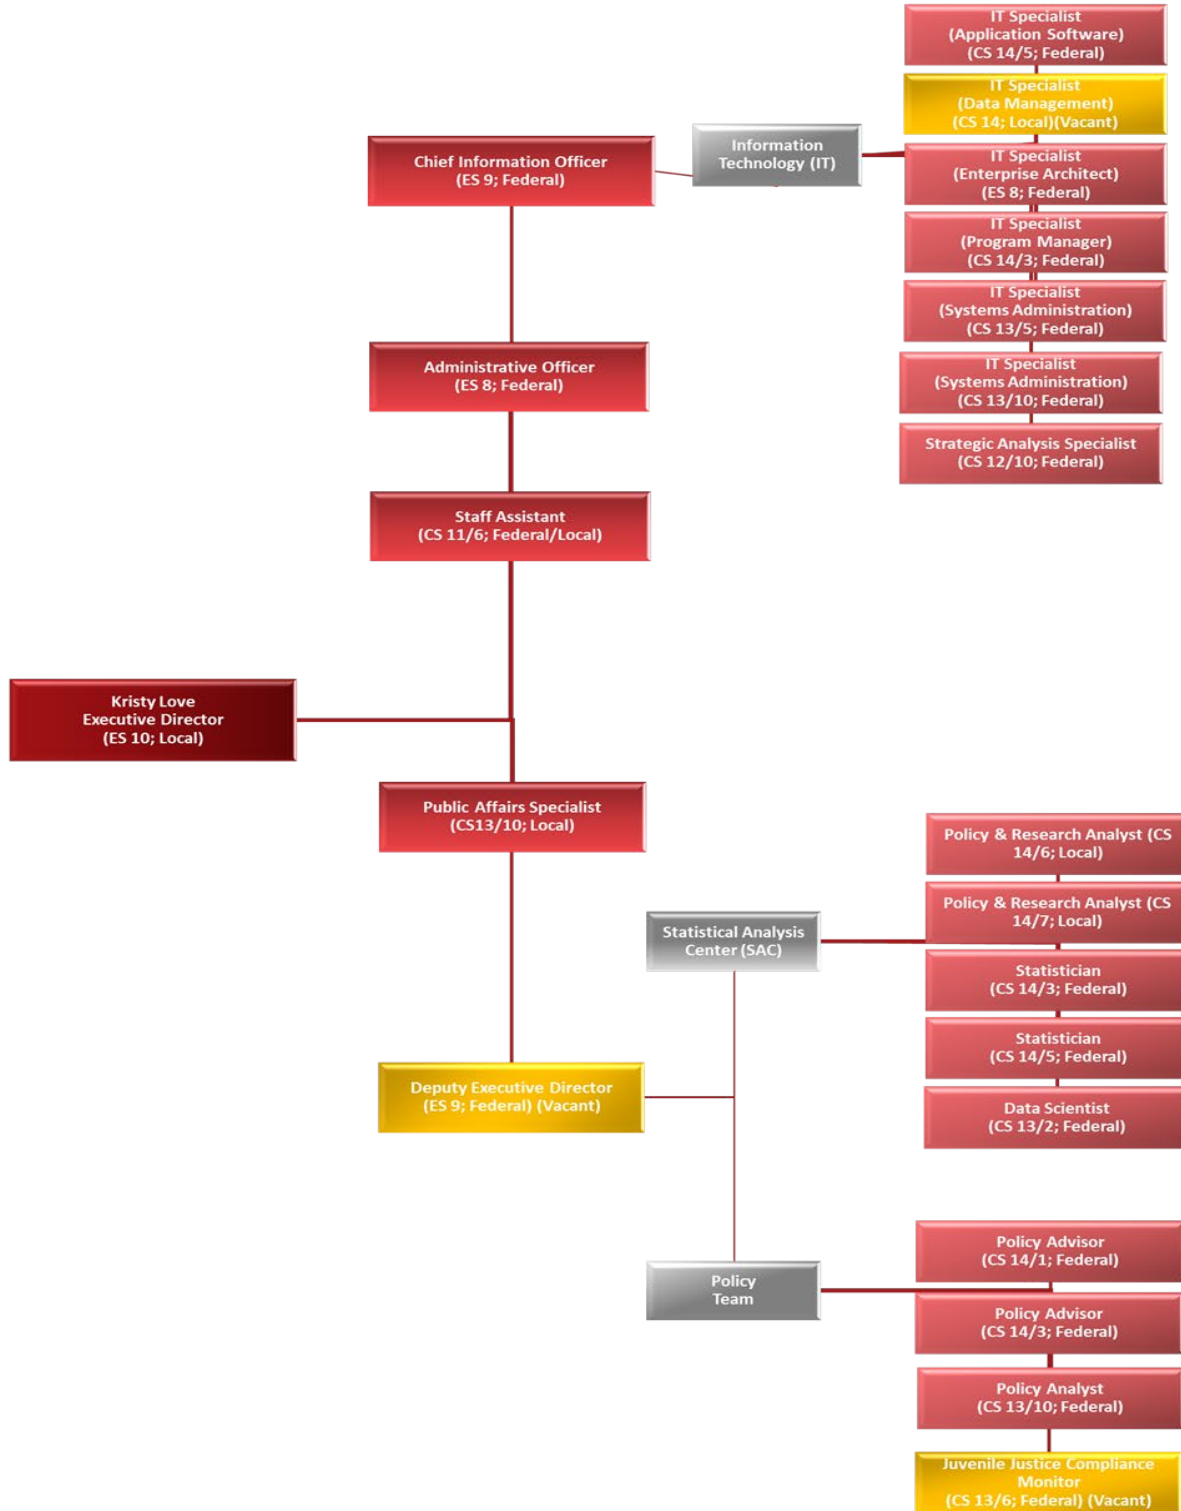 IT Specialist
(Application Software)
(CS 14/5; Federal)
IT Specialist
(Data Management)
(CS 14; Local)(Vacant)
Information
Technology (IT)
Chief Information Officer
(ES 9; Federal)
IT Specialist
(Enterprise Architect)
(ES 8; Federal)
IT Specialist
(Program Manager)
(CS 14/3; Federal)
IT Specialist
(Systems Administration)
(CS 13/5; Federal)
Administrative Officer
(ES 8; Federal)
IT Specialist
(Systems Administration)
(CS 13/10; Federal)
Strategic Analysis Specialist
(CS 12/10; Federal)
Staff Assistant
(CS 11/6; Federal/Local)
Kristy Love
Executive Director
(ES 10; Local)
Public Affairs Specialist
(CS13/10; Local)
Policy & Research Analyst (CS
14/6; Local)
Policy & Research Analyst (CS
14/7; Local)
Statistical Analysis
Center (SAC)
Statistician
(CS 14/3; Federal)
Statistician
(CS 14/5; Federal)
Deputy Executive Director
(ES 9; Federal) (Vacant)
Data Scientist
(CS 13/2; Federal)
Policy Advisor
(CS 14/1; Federal)
Policy
Team
Policy Advisor
(CS 14/3; Federal)
Policy Analyst
(CS 13/10; Federal)
Juvenile Justice Compliance
Monitor
(CS 13/6; Federal) (Vacant)